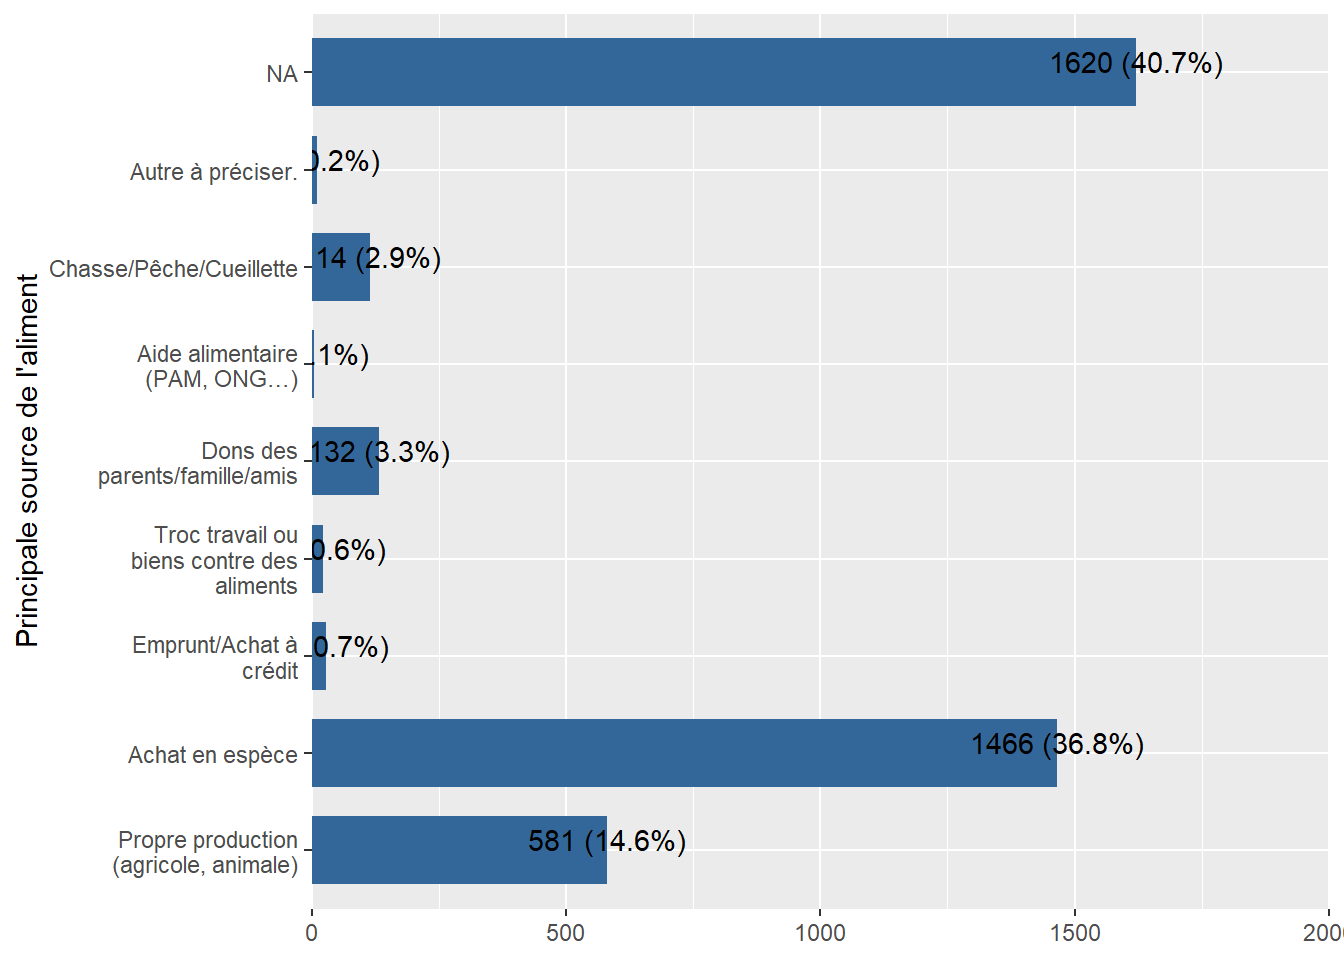 Principale source de l'aliment
NA
1620 (40.7%)
Autre à préciser.
0.2%)
Chasse/Pêche/Cueillette
14 (2.9%)
Aide alimentaire
(PAM, ONG…)
.1%)
Dons des
parents/famille/amis
132 (3.3%)
Troc travail ou
biens contre des
aliments
0.6%)
Emprunt/Achat à
crédit
0.7%)
Achat en espèce
1466 (36.8%)
Propre production
(agricole, animale)
581 (14.6%)
0 500 1000 1500 200